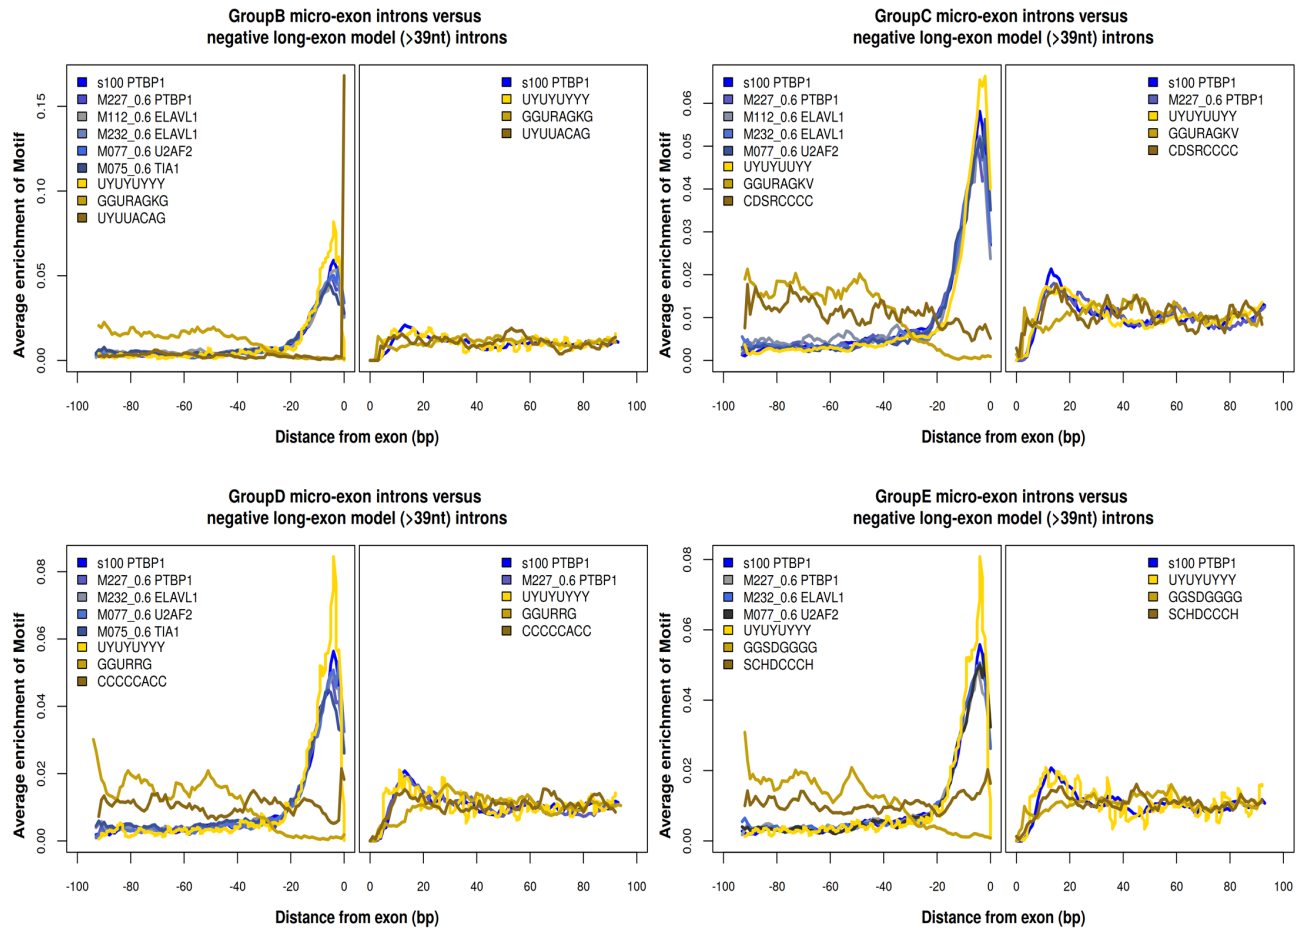 GroupB micro-exon introns versus
negative long-exon model (>39nt) introns
s100 PTBP1
M227_0.6 PTBP1
M112_0.6 ELAVL1
M232_0.6 ELAVL1
M077_0.6 U2AF2
M075_0.6 TIA1
UYUYUYYY
GGURAGKG
UYUUACAG
s100 PTBP1
UYUYUYYY
GGURAGKG
UYUUACAG
Average enrichment of Motif
0.00 0.05 0.10 0.15
-100 -80 -60 -40 -20 0 0 20 40 60 80 100
Distance from exon (bp)
GroupC micro-exon introns versus
negative long-exon model (>39nt) introns
s100 PTBP1
M227_0.6 PTBP1
M112_0.6 ELAVL1
M232_0.6 ELAVL1
M077_0.6 U2AF2
UYUYUUYY
GGURAGKV
CDSRCCCC
s100 PTBP1
M227_0.6 PTBP1
UYUYUUYY
GGURAGKV
CDSRCCCC
Average enrichment of Motif
0.00 0.01 0.02 0.03 0.04 0.05 0.06
-100 -80 -60 -40 -20 0 0 20 40 60 80 100
Distance from exon (bp)
GroupD micro-exon introns versus
negative long-exon model (>39nt) introns
s100 PTBP1
M227_0.6 PTBP1
M232_0.6 ELAVL1
M077_0.6 U2AF2
M075_0.6 TIA1
UYUYUYYY
GGURRG
CCCCCACC
s100 PTBP1
M227_0.6 PTBP1
UYUYUYYY
GGURRG
CCCCCACC
Average enrichment of Motif
0.00 0.02 0.04 0.06 0.08
-100 -80 -60 -40 -20 0 0 20 40 60 80 100
Distance from exon (bp)
GroupE micro-exon introns versus
negative long-exon model (>39nt) introns
s100 PTBP1
M227_0.6 PTBP1
M232_0.6 ELAVL1
M077_0.6 U2AF2
UYUYUYYY
GGSDGGGG
SCHDCCCH
s100 PTBP1
UYUYUYYY
GGSDGGGG
SCHDCCCH
Average enrichment of Motif
0.00 0.02 0.04 0.06 0.08
-100 -80 -60 -40 -20 0 0 20 40 60 80 100
Distance from exon (bp)